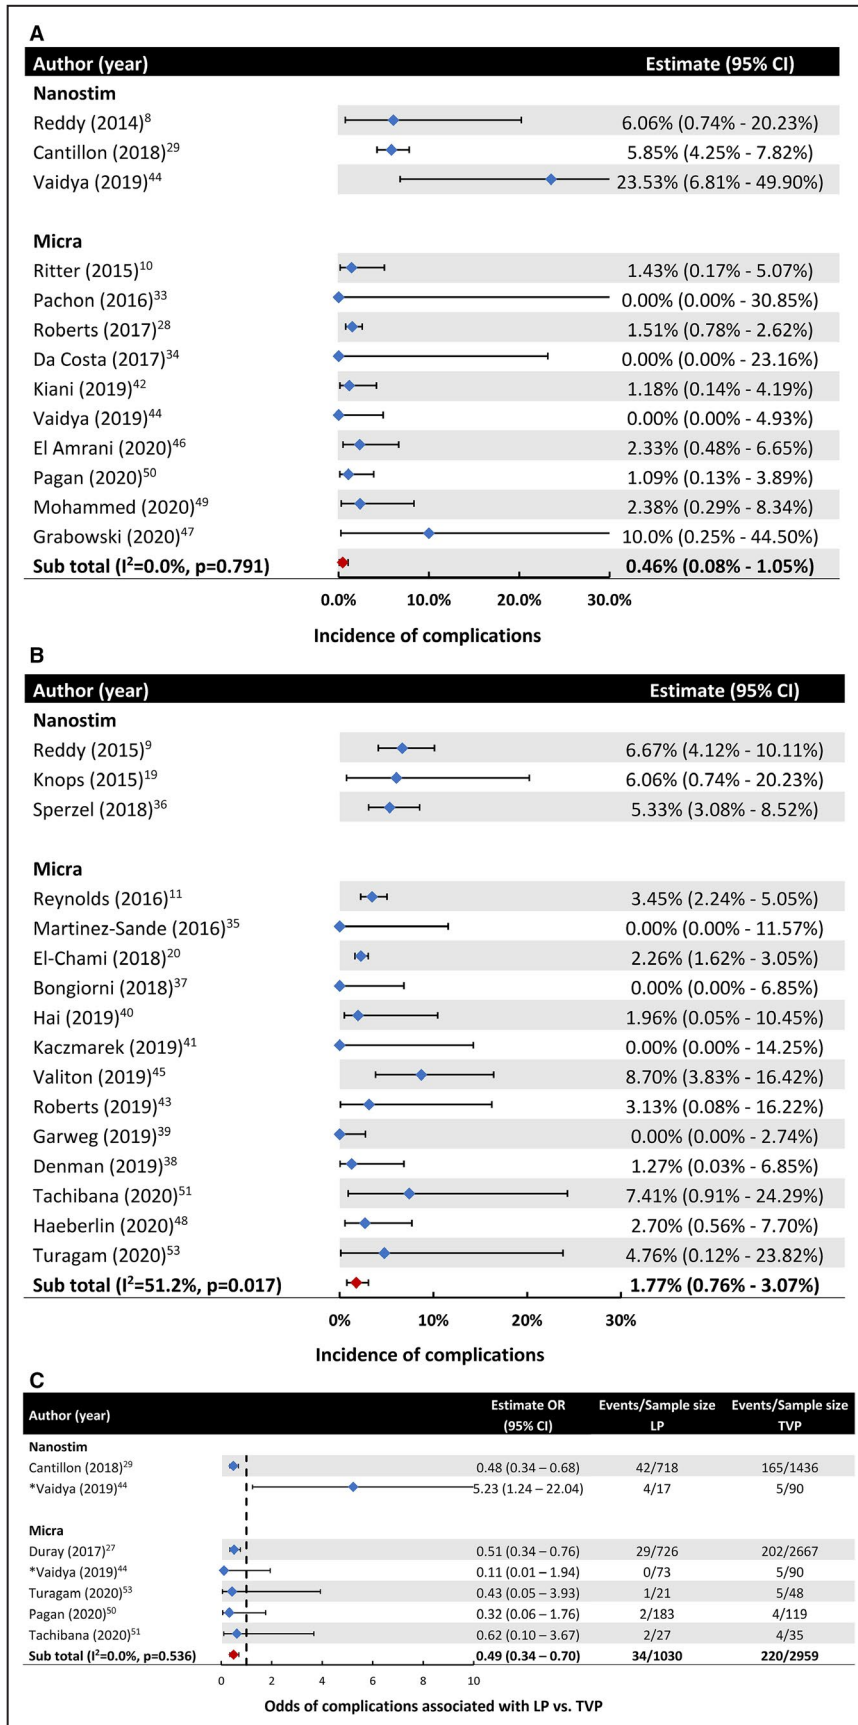 A
Author (year) Estimate (95% CI)
Nanostim
Reddy (2014)⁸ 6.06% (0.74% - 20.23%)
Cantillon (2018)²⁹ 5.85% (4.25% - 7.82%)
Vaidya (2019)⁴⁴ 23.53% (6.81% - 49.90%)
Micra
Ritter (2015)¹⁰ 1.43% (0.17% - 5.07%)
Pachon (2016)³³ 0.00% (0.00% - 30.85%)
Roberts (2017)²⁸ 1.51% (0.78% - 2.62%)
Da Costa (2017)³⁴ 0.00% (0.00% - 23.16%)
Kiani (2019)⁴² 1.18% (0.14% - 4.19%)
Vaidya (2019)⁴⁴ 0.00% (0.00% - 4.93%)
El Amrani (2020)⁴⁶ 2.33% (0.48% - 6.65%)
Pagan (2020)⁵⁰ 1.09% (0.13% - 3.89%)
Mohammed (2020)⁴⁹ 2.38% (0.29% - 8.34%)
Grabowski (2020)⁴⁷ 10.0% (0.25% - 44.50%)
Sub total (I²=0.0%, p=0.791) 0.46% (0.08% - 1.05%)
0.0% 10.0% 20.0% 30.0%
Incidence of complications
B
Author (year) Estimate (95% CI)
Nanostim
Reddy (2015)⁹ 6.67% (4.12% - 10.11%)
Knops (2015)¹⁹ 6.06% (0.74% - 20.23%)
Sperzel (2018)³⁶ 5.33% (3.08% - 8.52%)
Micra
Reynolds (2016)¹¹ 3.45% (2.24% - 5.05%)
Martinez-Sande (2016)³⁵ 0.00% (0.00% - 11.57%)
El-Chami (2018)²⁰ 2.26% (1.62% - 3.05%)
Bongiorni (2018)³⁷ 0.00% (0.00% - 6.85%)
Hai (2019)⁴⁰ 1.96% (0.05% - 10.45%)
Kaczmarek (2019)⁴¹ 0.00% (0.00% - 14.25%)
Valiton (2019)⁴⁵ 8.70% (3.83% - 16.42%)
Roberts (2019)⁴³ 3.13% (0.08% - 16.22%)
Garweg (2019)³⁹ 0.00% (0.00% - 2.74%)
Denman (2019)³⁸ 1.27% (0.03% - 6.85%)
Tachibana (2020)⁵¹ 7.41% (0.91% - 24.29%)
Haeberlin (2020)⁴⁸ 2.70% (0.56% - 7.70%)
Turagam (2020)⁵³ 4.76% (0.12% - 23.82%)
Sub total (I²=51.2%, p=0.017) 1.77% (0.76% - 3.07%)
0% 10% 20% 30%
Incidence of complications
C
Author (year) Estimate OR (95% CI) Events/Sample size LP Events/Sample size TVP
Nanostim
Cantillon (2018)²⁹ 0.48 (0.34 – 0.68) 42/718 165/1436
*Vaidya (2019)⁴⁴ 5.23 (1.24 – 22.04) 4/17 5/90
Micra
Duray (2017)²⁷ 0.51 (0.34 – 0.76) 29/726 202/2667
*Vaidya (2019)⁴⁴ 0.11 (0.01 – 1.94) 0/73 5/90
Turagam (2020)⁵³ 0.43 (0.05 – 3.93) 1/21 5/48
Pagan (2020)⁵⁰ 0.32 (0.06 – 1.76) 2/183 4/119
Tachibana (2020)⁵¹ 0.62 (0.10 – 3.67) 2/27 4/35
Sub total (I²=0.0%, p=0.536) 0.49 (0.34 – 0.70) 34/1030 220/2959
0 2 4 6 8 10
Odds of complications associated with LP vs. TVP